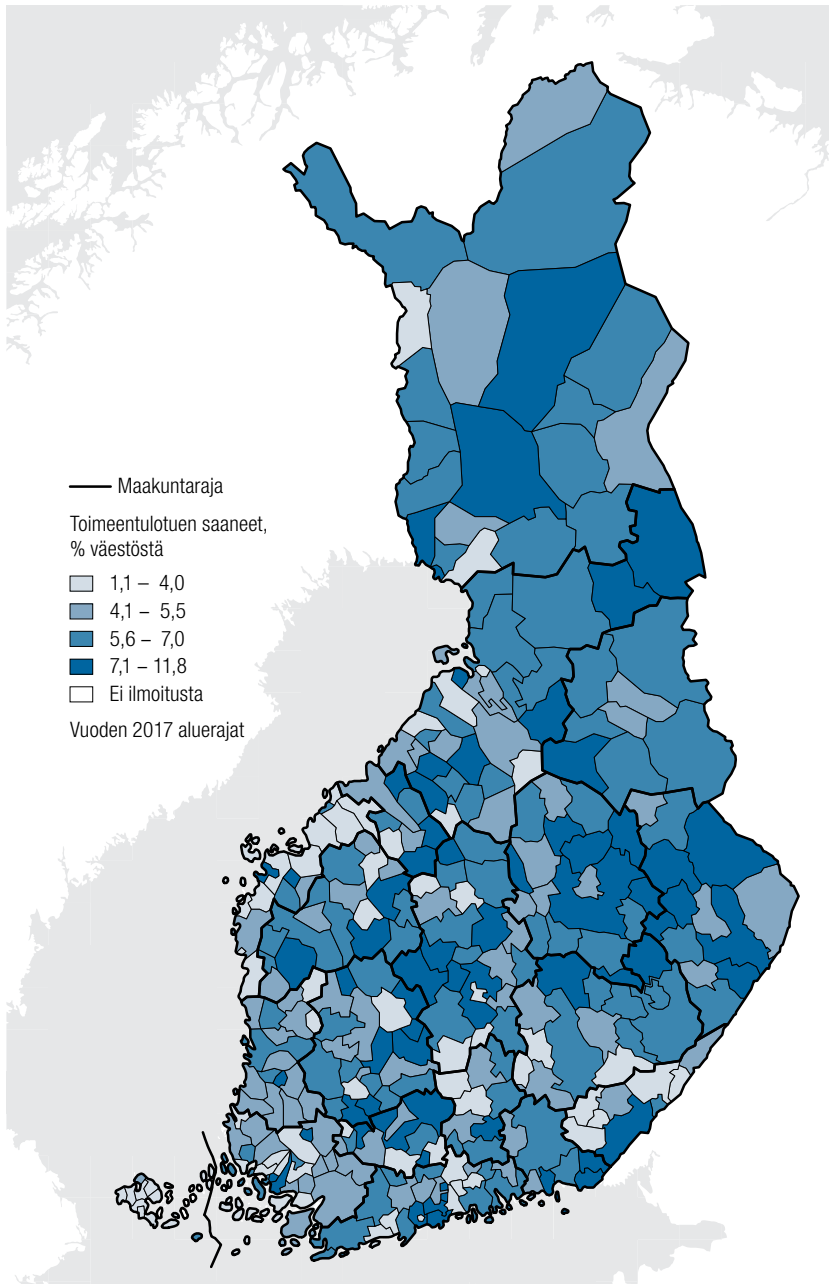 Maakuntaraja
Toimeentulotuen saaneet,
% väestöstä
1,1 – 4,0
4,1 – 5,5
5,6 – 7,0
7,1 – 11,8
Ei ilmoitusta
Vuoden 2017 aluerajat